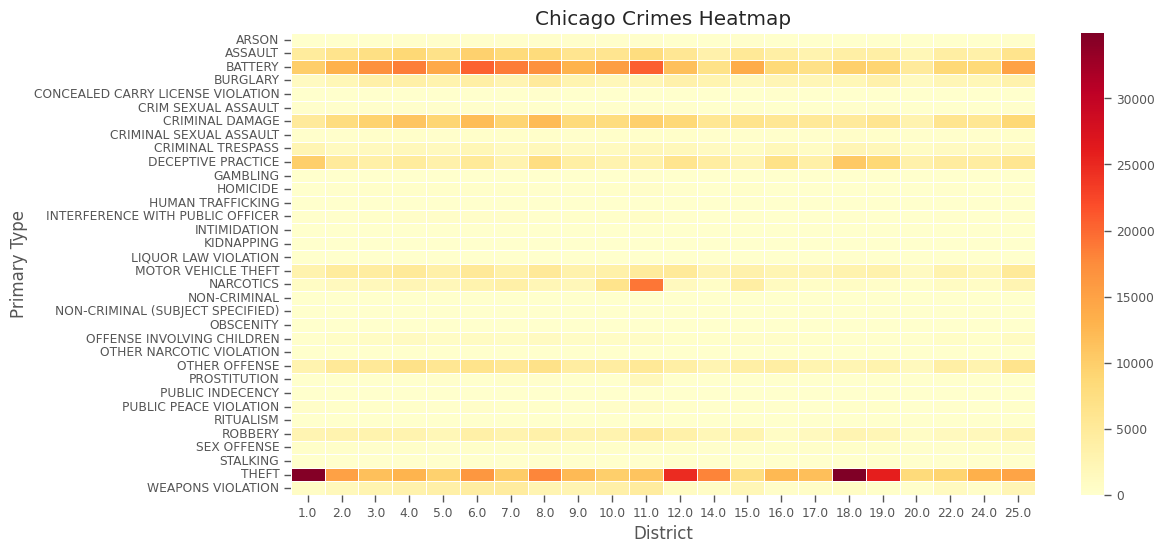 Chicago Crimes Heatmap
Primary Type
ARSON
ASSAULT
BATTERY
BURGLARY
CONCEALED CARRY LICENSE VIOLATION
CRIM SEXUAL ASSAULT
CRIMINAL DAMAGE
CRIMINAL SEXUAL ASSAULT
CRIMINAL TRESPASS
DECEPTIVE PRACTICE
GAMBLING
HOMICIDE
HUMAN TRAFFICKING
INTERFERENCE WITH PUBLIC OFFICER
INTIMIDATION
KIDNAPPING
LIQUOR LAW VIOLATION
MOTOR VEHICLE THEFT
NARCOTICS
NON-CRIMINAL
NON-CRIMINAL (SUBJECT SPECIFIED)
OBSCENITY
OFFENSE INVOLVING CHILDREN
OTHER NARCOTIC VIOLATION
OTHER OFFENSE
PROSTITUTION
PUBLIC INDECENCY
PUBLIC PEACE VIOLATION
RITUALISM
ROBBERY
SEX OFFENSE
STALKING
THEFT
WEAPONS VIOLATION
1.0 2.0 3.0 4.0 5.0 6.0 7.0 8.0 9.0 10.0 11.0 12.0 14.0 15.0 16.0 17.0 18.0 19.0 20.0 22.0 24.0 25.0
District
30000
25000
20000
15000
10000
5000
0